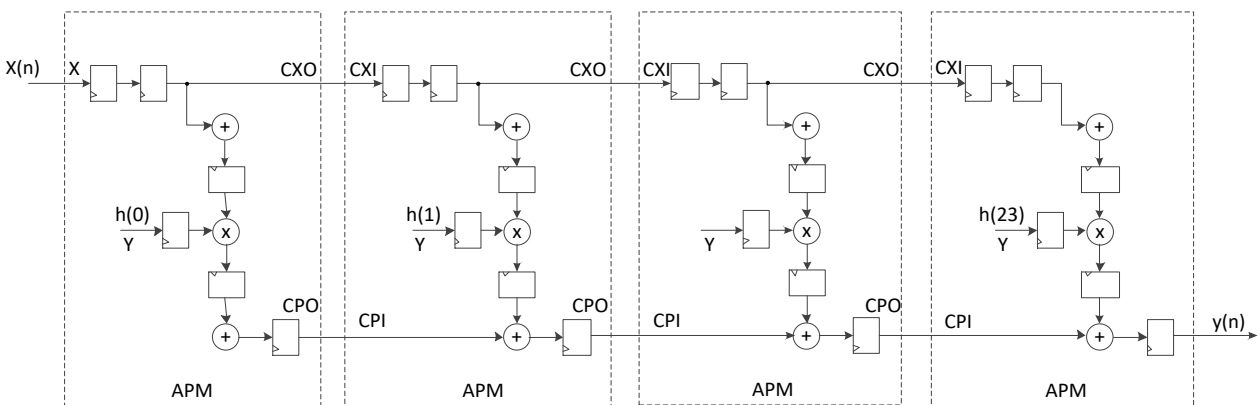 X(n) X CXO CXI CXO CXI CXO CXI
+ + + +
h(0) h(1) h(23)
x x x x
Y Y Y Y
CPO CPO CPO
CPI CPI CPI y(n)
+ + + +
APM APM APM APM